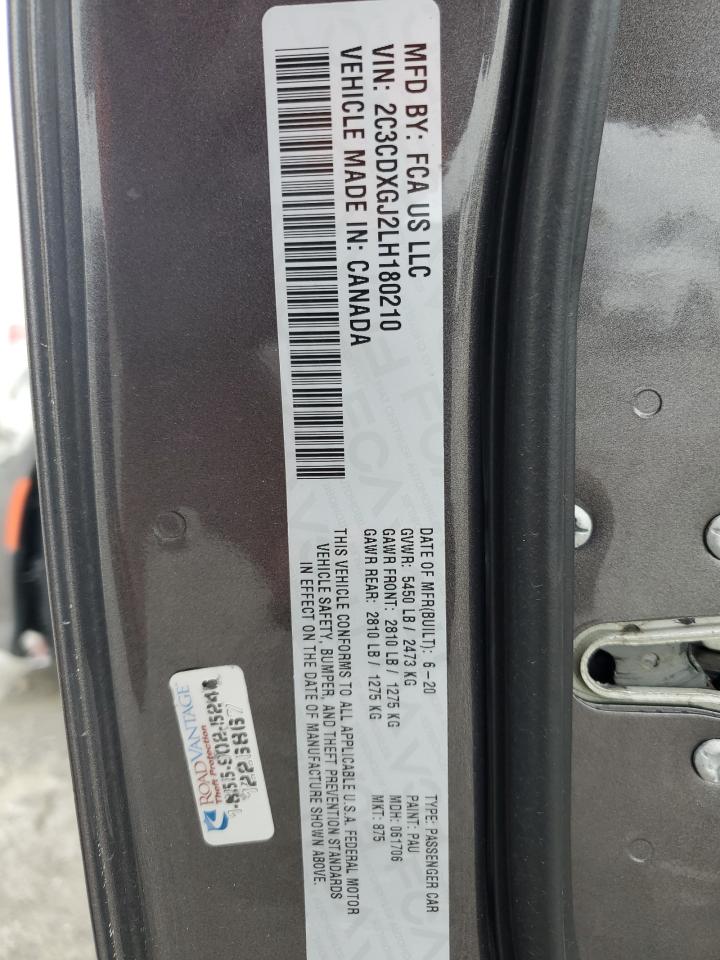 MFD BY: FCA US LLC
VIN: 2C3CDXGJ2LH180210
VEHICLE MADE IN: CANADA
DATE OF MFR(BUILT): 6-20
GVWR: 5450 LB / 2473 KG
GAWR FRONT: 2810 LB / 1275 KG
GAWR REAR: 2810 LB / 1275 KG
THIS VEHICLE CONFORMS TO ALL APPLICABLE U.S.A. FEDERAL MOTOR
VEHICLE SAFETY, BUMPER, AND THEFT PREVENTION STANDARDS
IN EFFECT ON THE DATE OF MANUFACTURE SHOWN ABOVE.
TYPE: PASSENGER CAR
PAINT: PAU
MDH: 061706
MKT: 875
ROADVANTAGE
Theft Protection